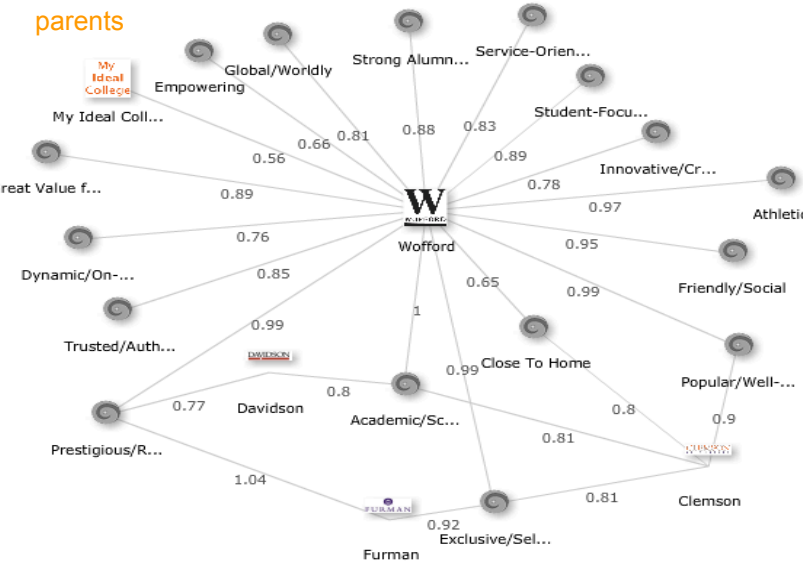 parents
My
Ideal
College
My Ideal Coll...
Empowering
Global/Worldly
Strong Alumn...
Service-Orien...
Student-Focu...
Innovative/Cr...
0.56
0.66
0.81
0.88
0.83
0.89
0.78
0.97
reat Value f...
0.89
W
WOFFORD
Wofford
Athletic
0.76
0.95
Dynamic/On-...
0.85
0.65
0.99
Friendly/Social
Trusted/Auth...
0.99
1
DAVIDSON
0.99
Close To Home
Popular/Well-...
0.77
Davidson
0.8
Academic/Sc...
0.8
0.9
Prestigious/R...
0.81
CLEMSON
1.04
0.81
Clemson
FURMAN
0.92
Exclusive/Sel...
Furman